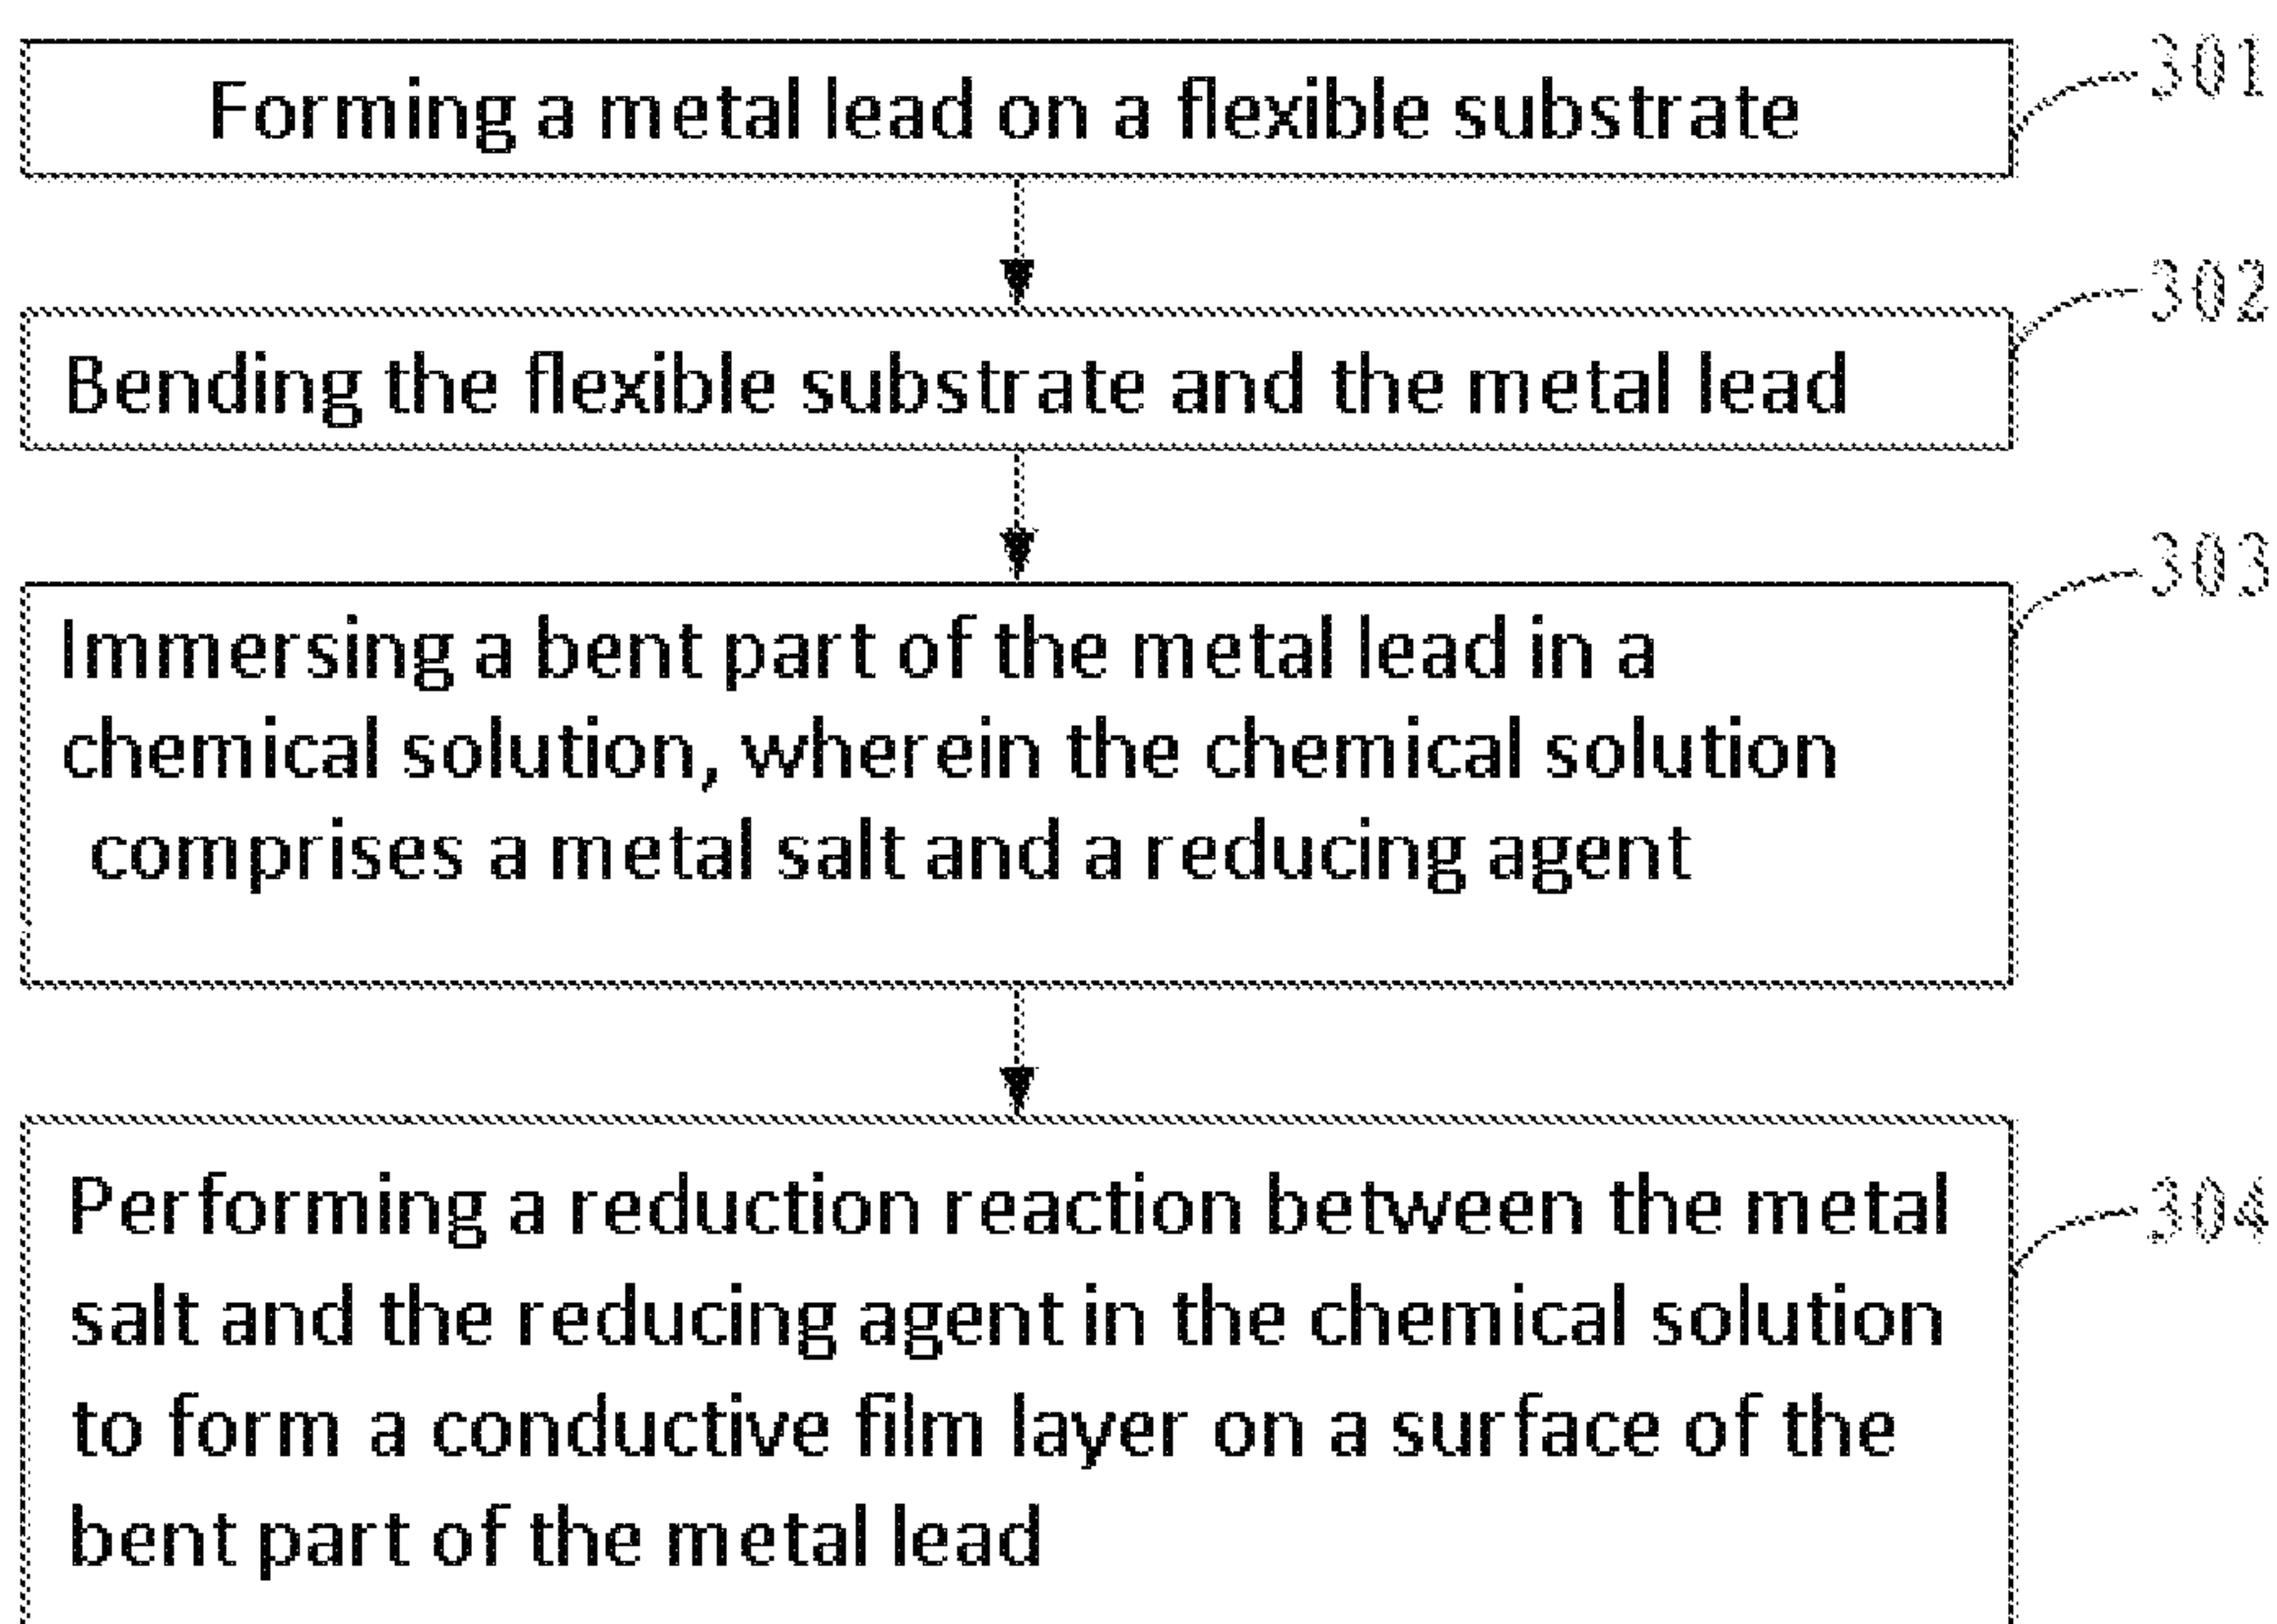 Forming a metal lead on a flexible substrate
301
Bending the flexible substrate and the metal lead
302
Immersing a bent part of the metal lead in a
chemical solution, wherein the chemical solution
comprises a metal salt and a reducing agent
303
Performing a reduction reaction between the metal
salt and the reducing agent in the chemical solution
to form a conductive film layer on a surface of the
bent part of the metal lead
304